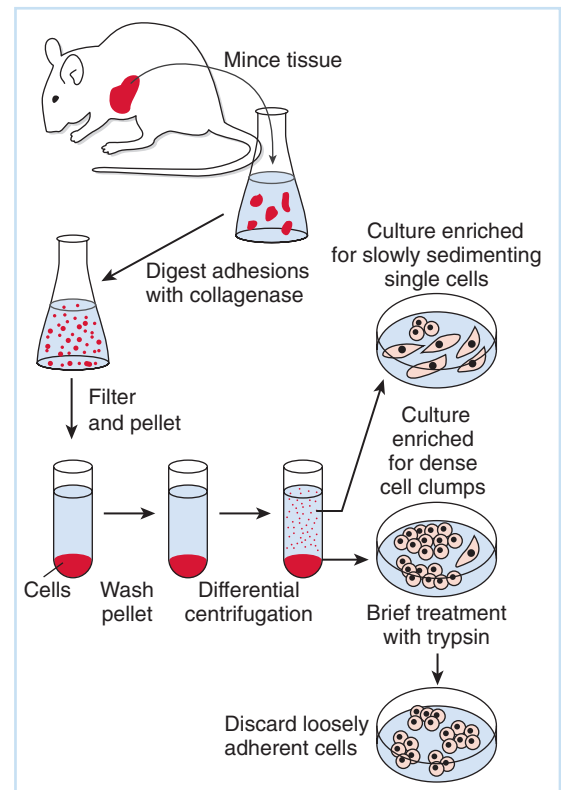 Mince tissue
Digest adhesions
with collagenase
Culture enriched
for slowly sedimenting
single cells
Filter
and pellet
Culture
enriched
for dense
cell clumps
Cells
Wash
pellet
Differential
centrifugation
Brief treatment
with trypsin
Discard loosely
adherent cells